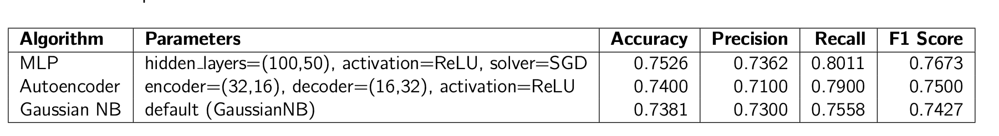 Algorithm Parameters Accuracy Precision Recall F1 Score
MLP hidden_layers=(100,50), activation=ReLU, solver=SGD 0.7526 0.7362 0.8011 0.7673
Autoencoder encoder=(32,16), decoder=(16,32), activation=ReLU 0.7400 0.7100 0.7900 0.7500
Gaussian NB default (GaussianNB) 0.7381 0.7300 0.7558 0.7427